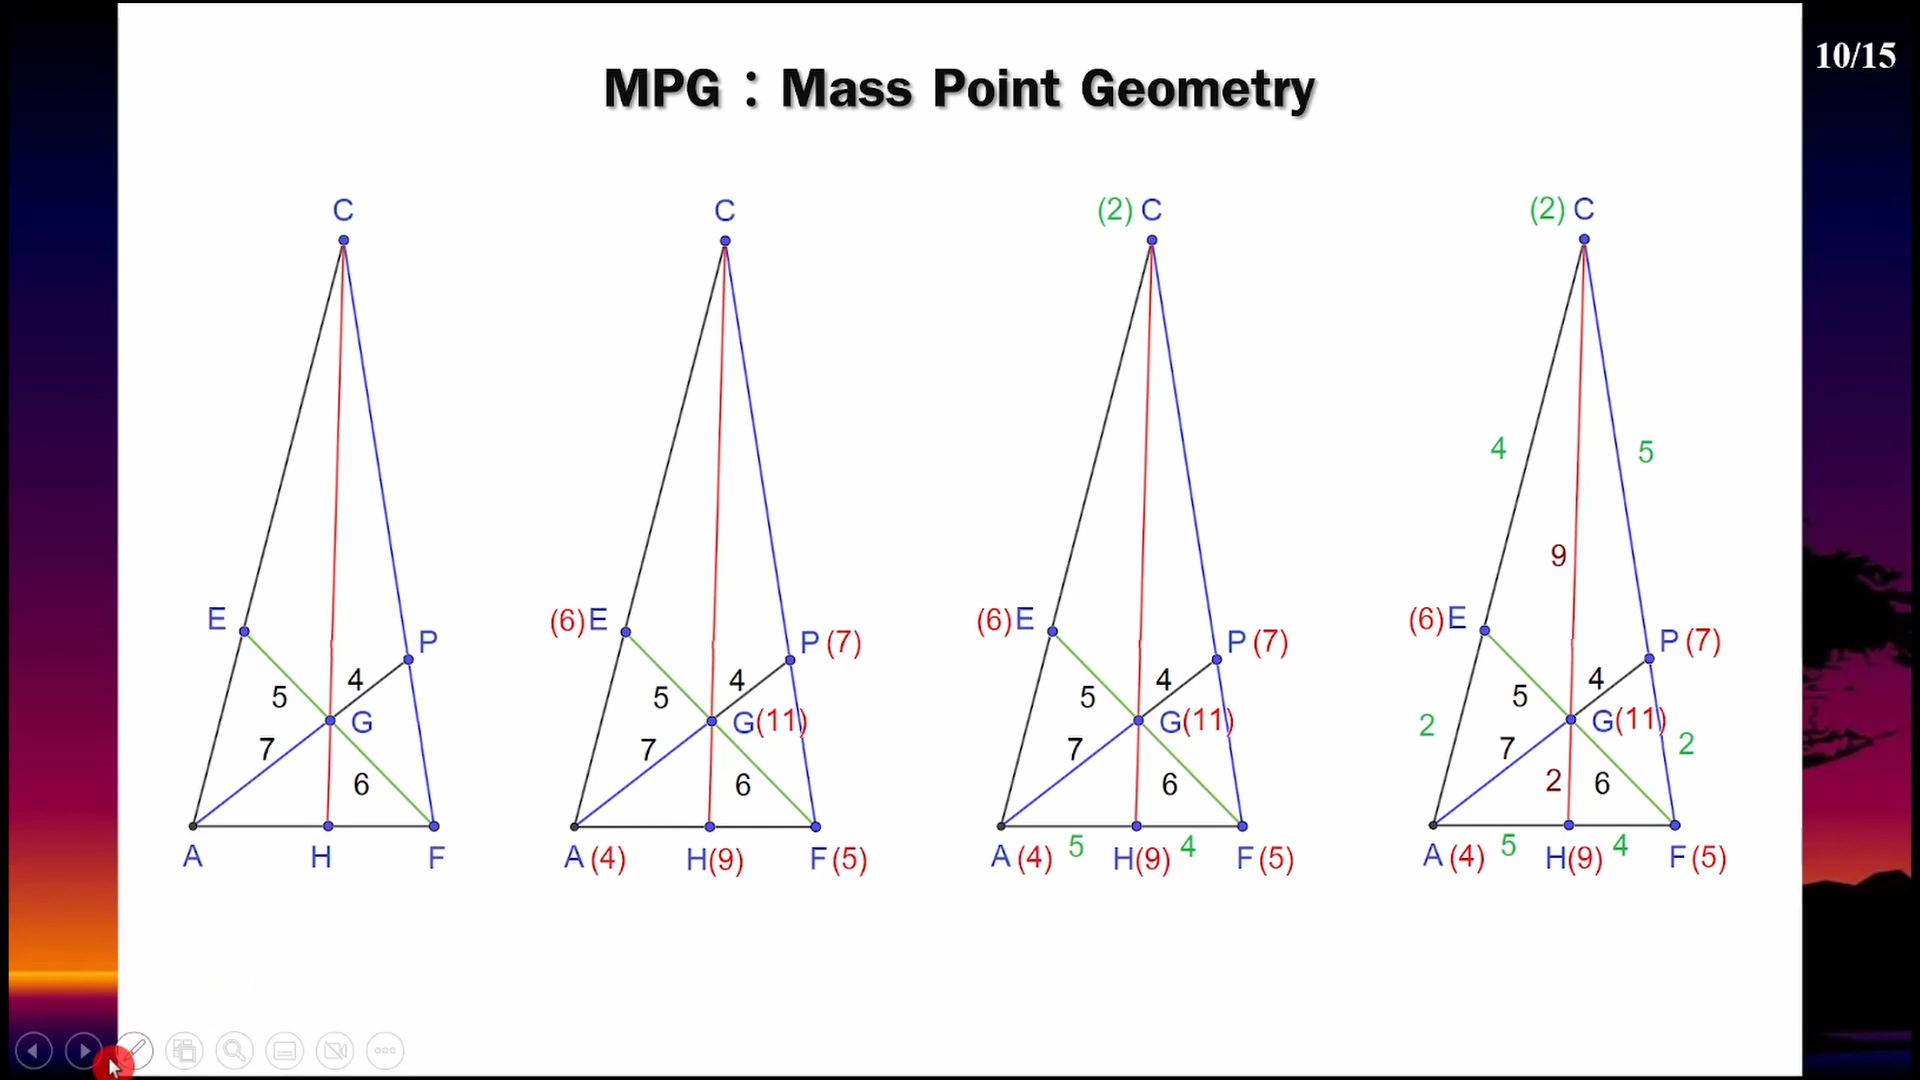 10/15
MPG : Mass Point Geometry
C
C
(2) C
(2) C
4
5
9
E
P
5
4
G
7
6
A
H
F
(6) E
P (7)
5
4
G (11)
7
6
A (4)
H (9)
F (5)
(6) E
P (7)
5
4
G (11)
7
6
A (4)
5
H (9)
4
F (5)
(6) E
P (7)
5
4
G (11)
2
7
2
6
2
A (4)
5
H (9)
4
F (5)